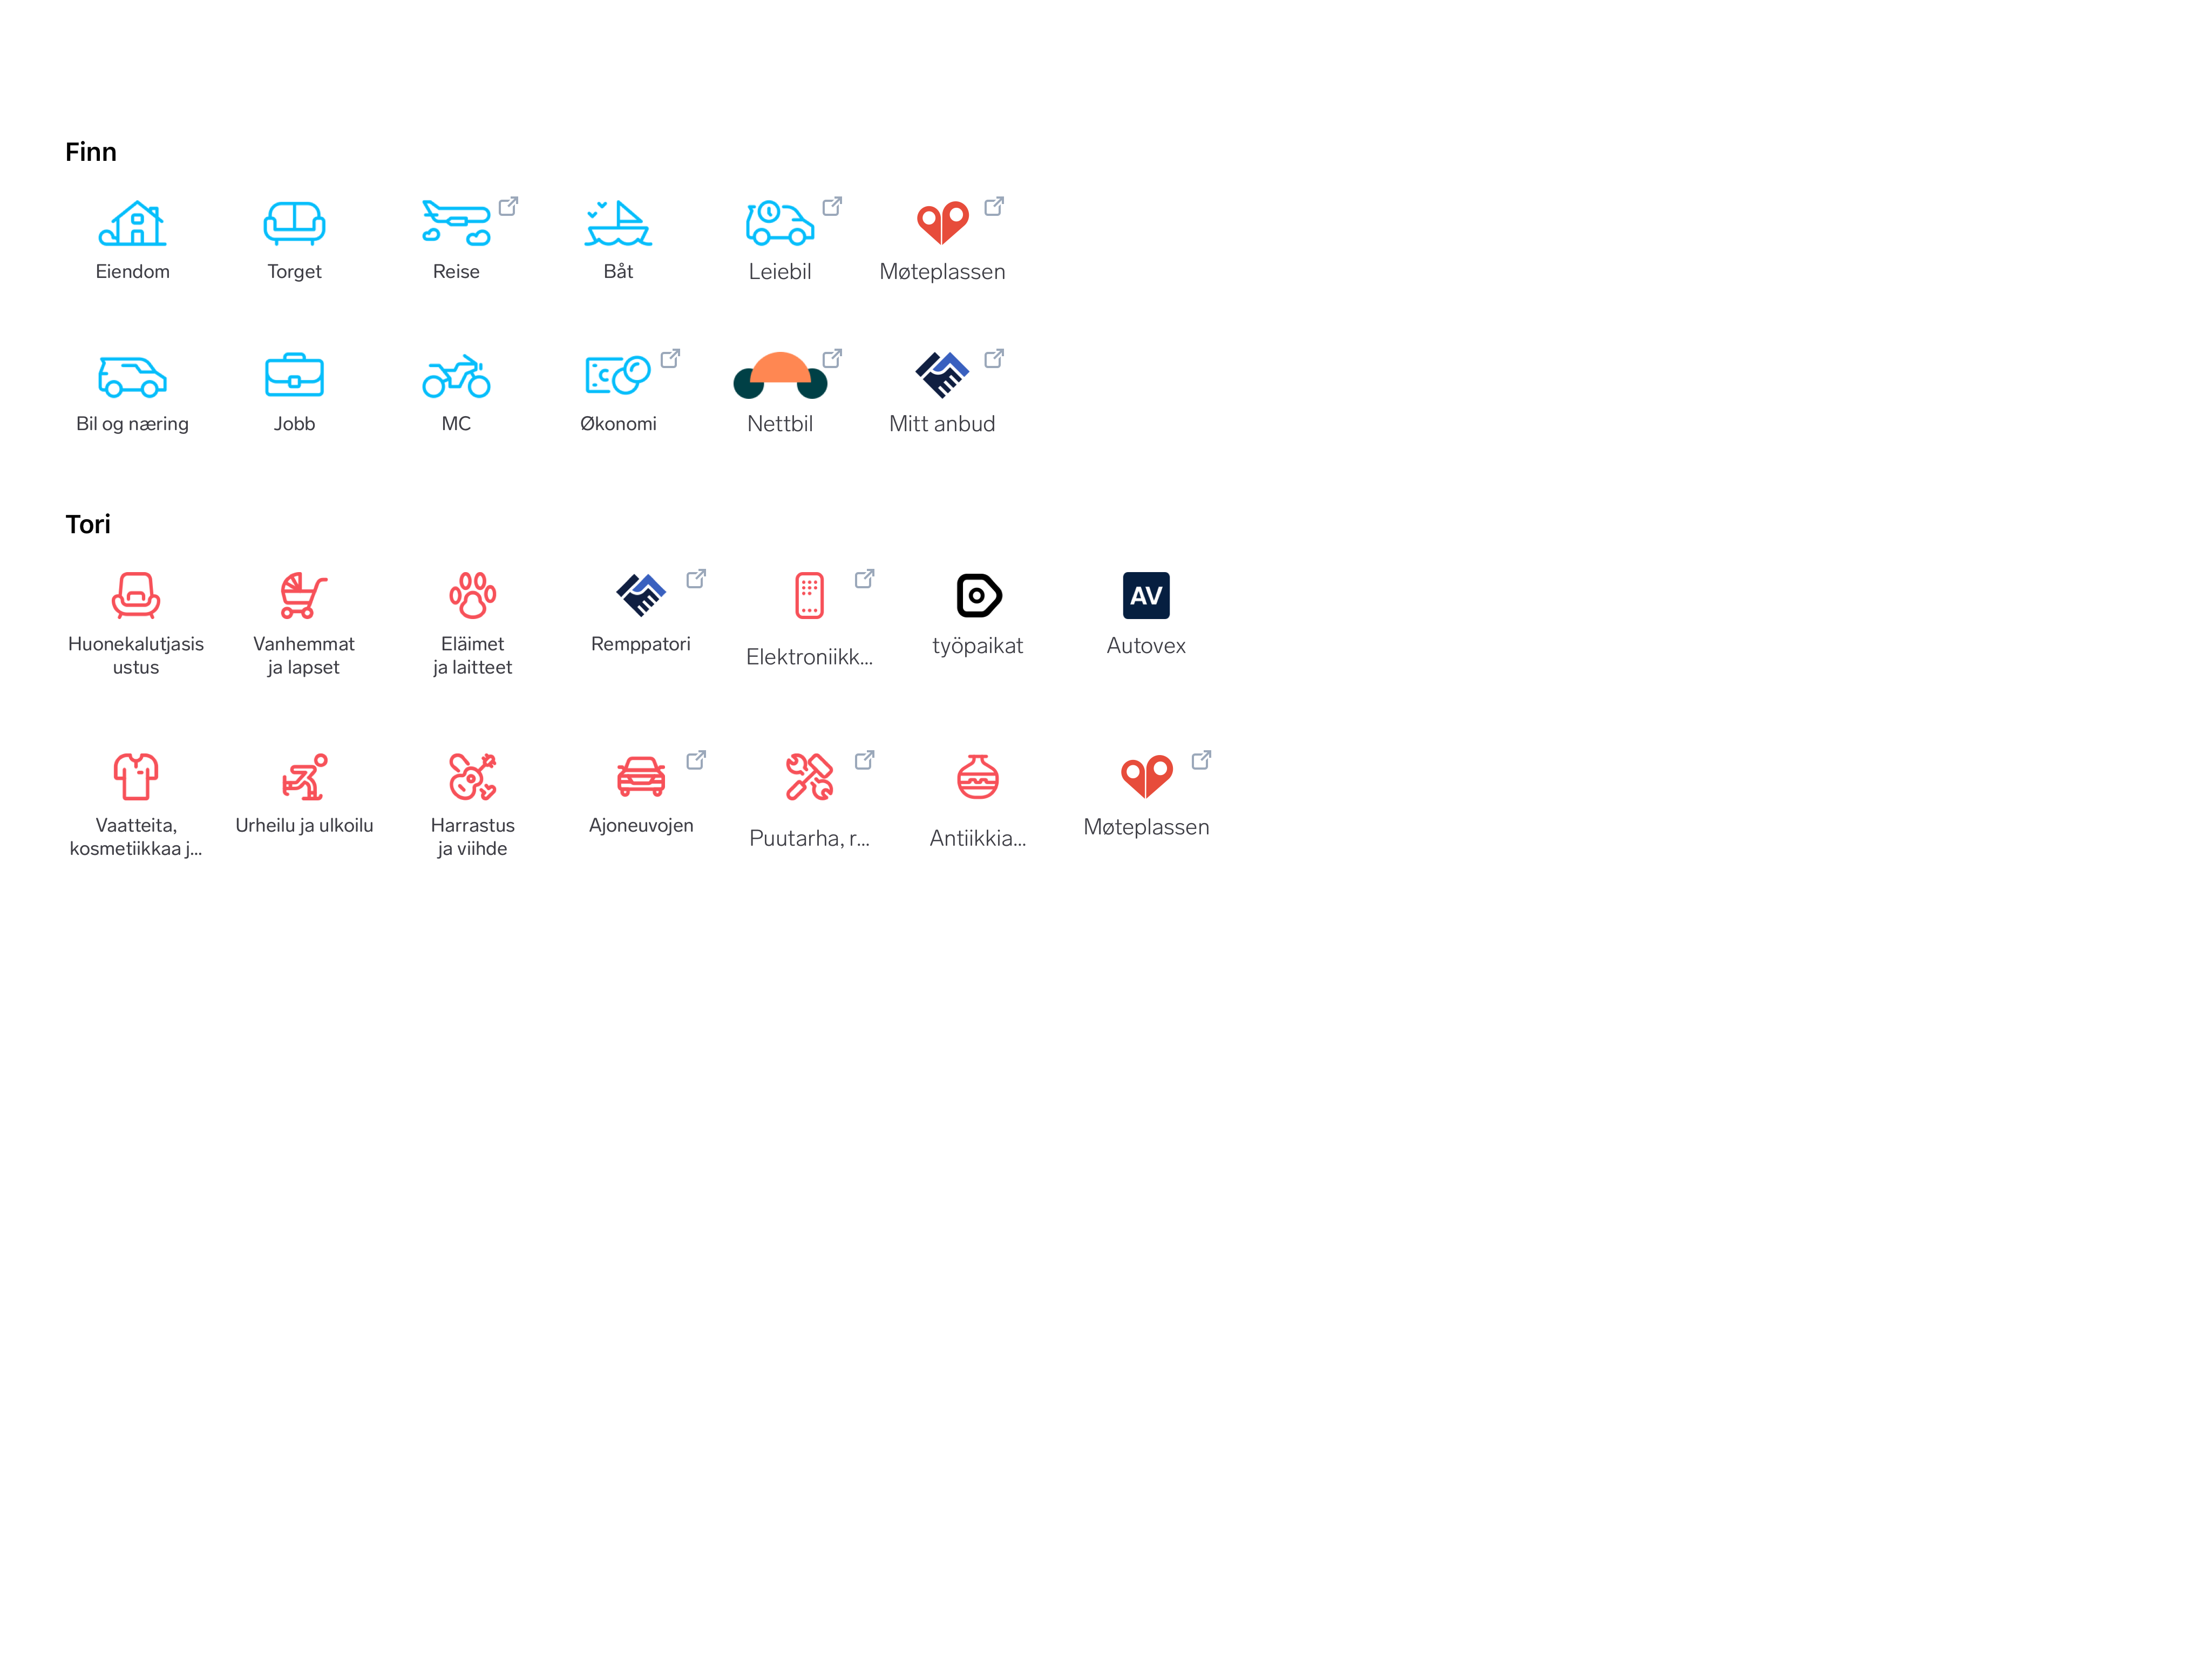 Finn
Eiendom
Torget
Reise
Båt
Leiebil
Møteplassen
Bil og næring
Jobb
MC
Økonomi
Nettbil
Mitt anbud
Tori
Huonekalutjasis
ustus
Vanhemmat
ja lapset
Eläimet
ja laitteet
Remppatori
Elektroniikk...
työpaikat
AV
Autovex
Vaatteita,
kosmetiikkaa j...
Urheilu ja ulkoilu
Harrastus
ja viihde
Ajoneuvojen
Puutarha, r...
Antiikkia...
Møteplassen